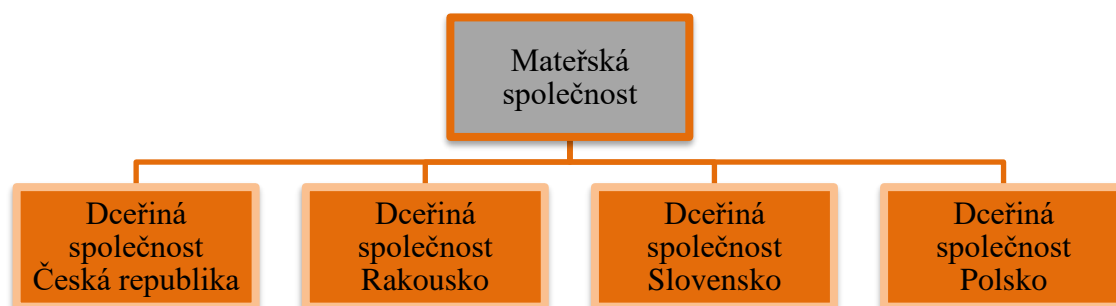 Mateřská
společnost
Dceřiná
společnost
Česká republika
Dceřiná
společnost
Rakousko
Dceřiná
společnost
Slovensko
Dceřiná
společnost
Polsko